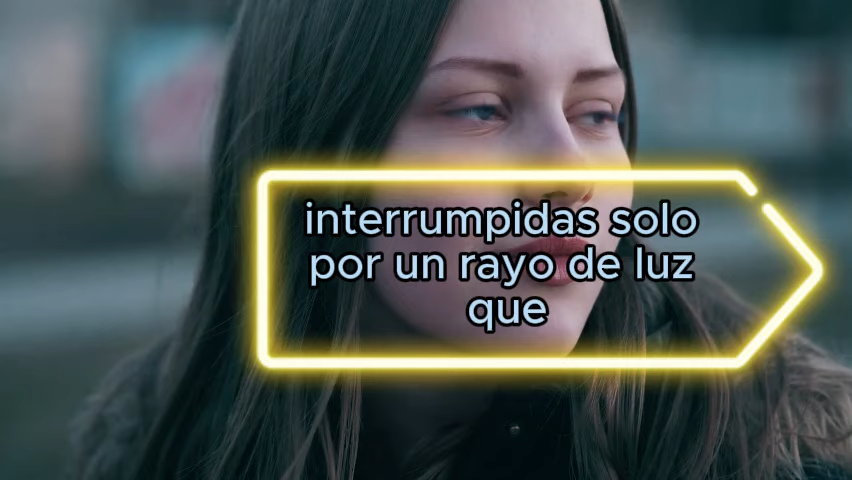 interrumpidas solo
por un rayo de luz
que